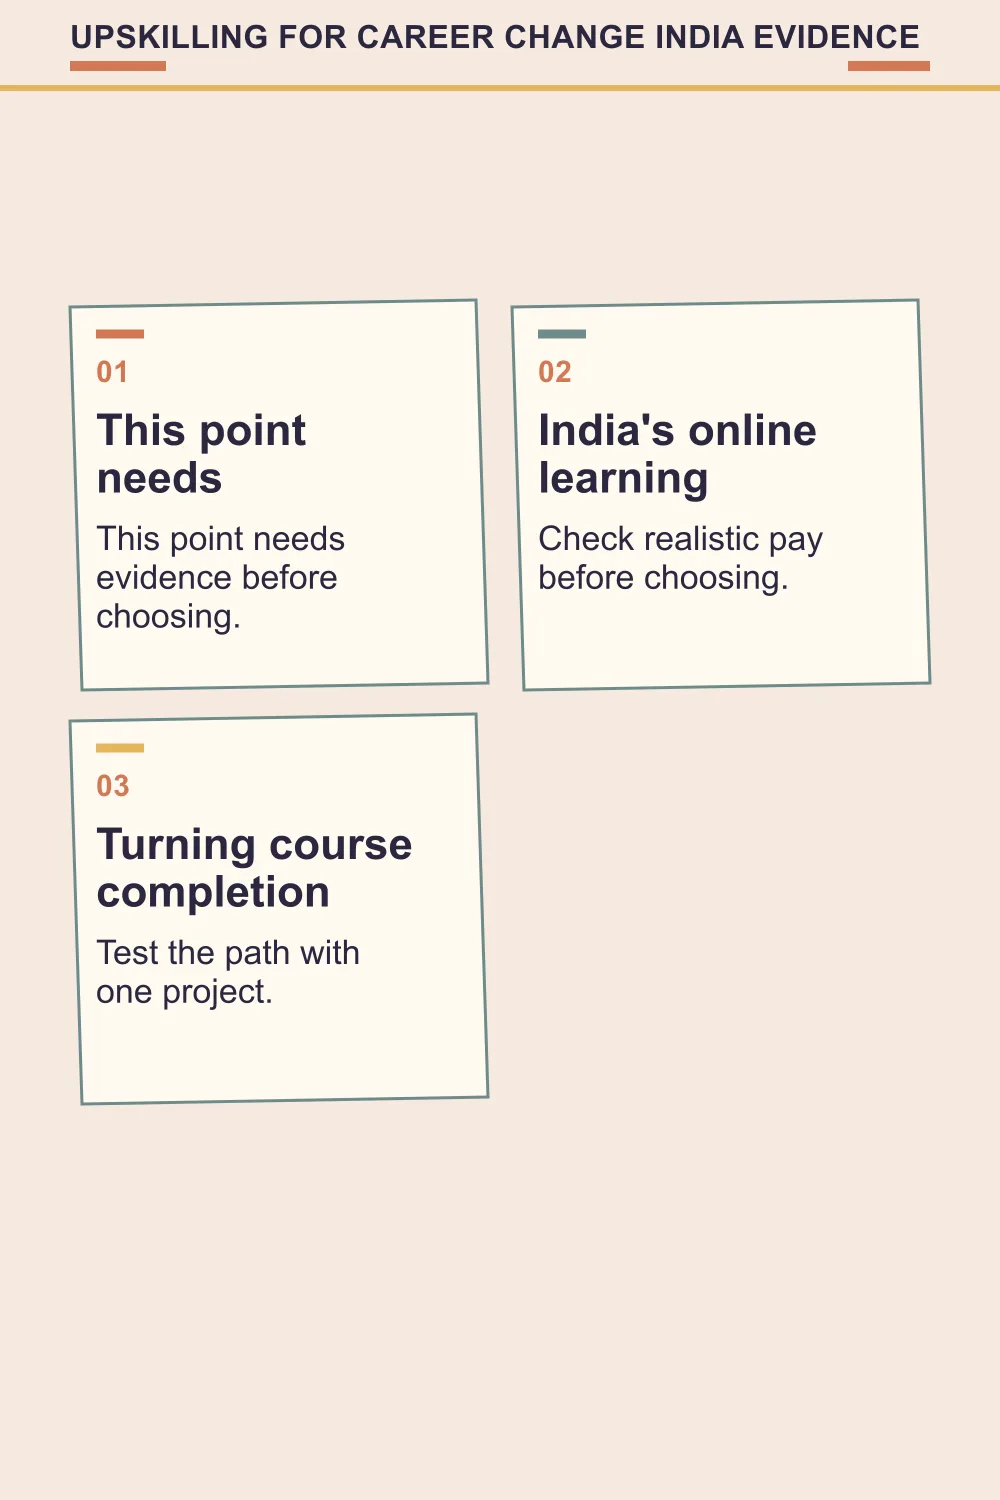 UPSKILLING FOR CAREER CHANGE INDIA EVIDENCE
01
This point
needs
This point needs
evidence before
choosing.
02
India's online
learning
Check realistic pay
before choosing.
03
Turning course
completion
Test the path with
one project.